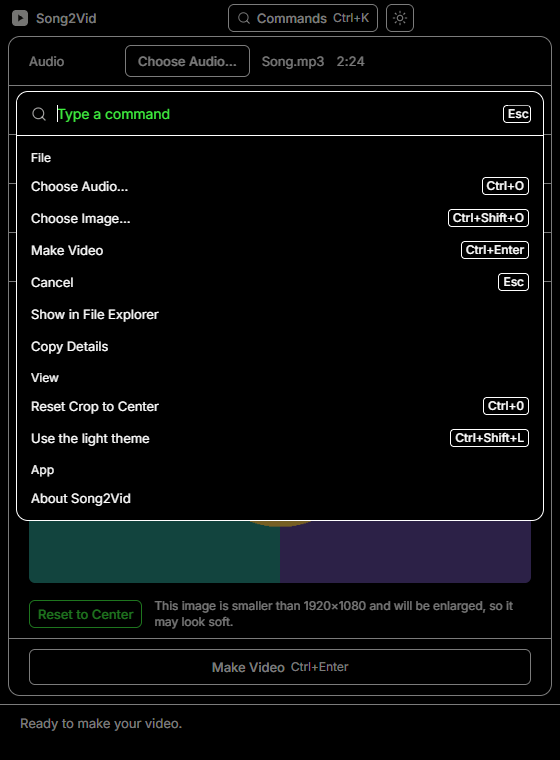 Song2Vid
Commands Ctrl+K
Audio Choose Audio... Song.mp3 2:24
Type a command Esc
File
Choose Audio... Ctrl+O
Choose Image... Ctrl+Shift+O
Make Video Ctrl+Enter
Cancel Esc
Show in File Explorer
Copy Details
View
Reset Crop to Center Ctrl+0
Use the light theme Ctrl+Shift+L
App
About Song2Vid
Reset to Center
This image is smaller than 1920×1080 and will be enlarged, so it
may look soft.
Make Video Ctrl+Enter
Ready to make your video.